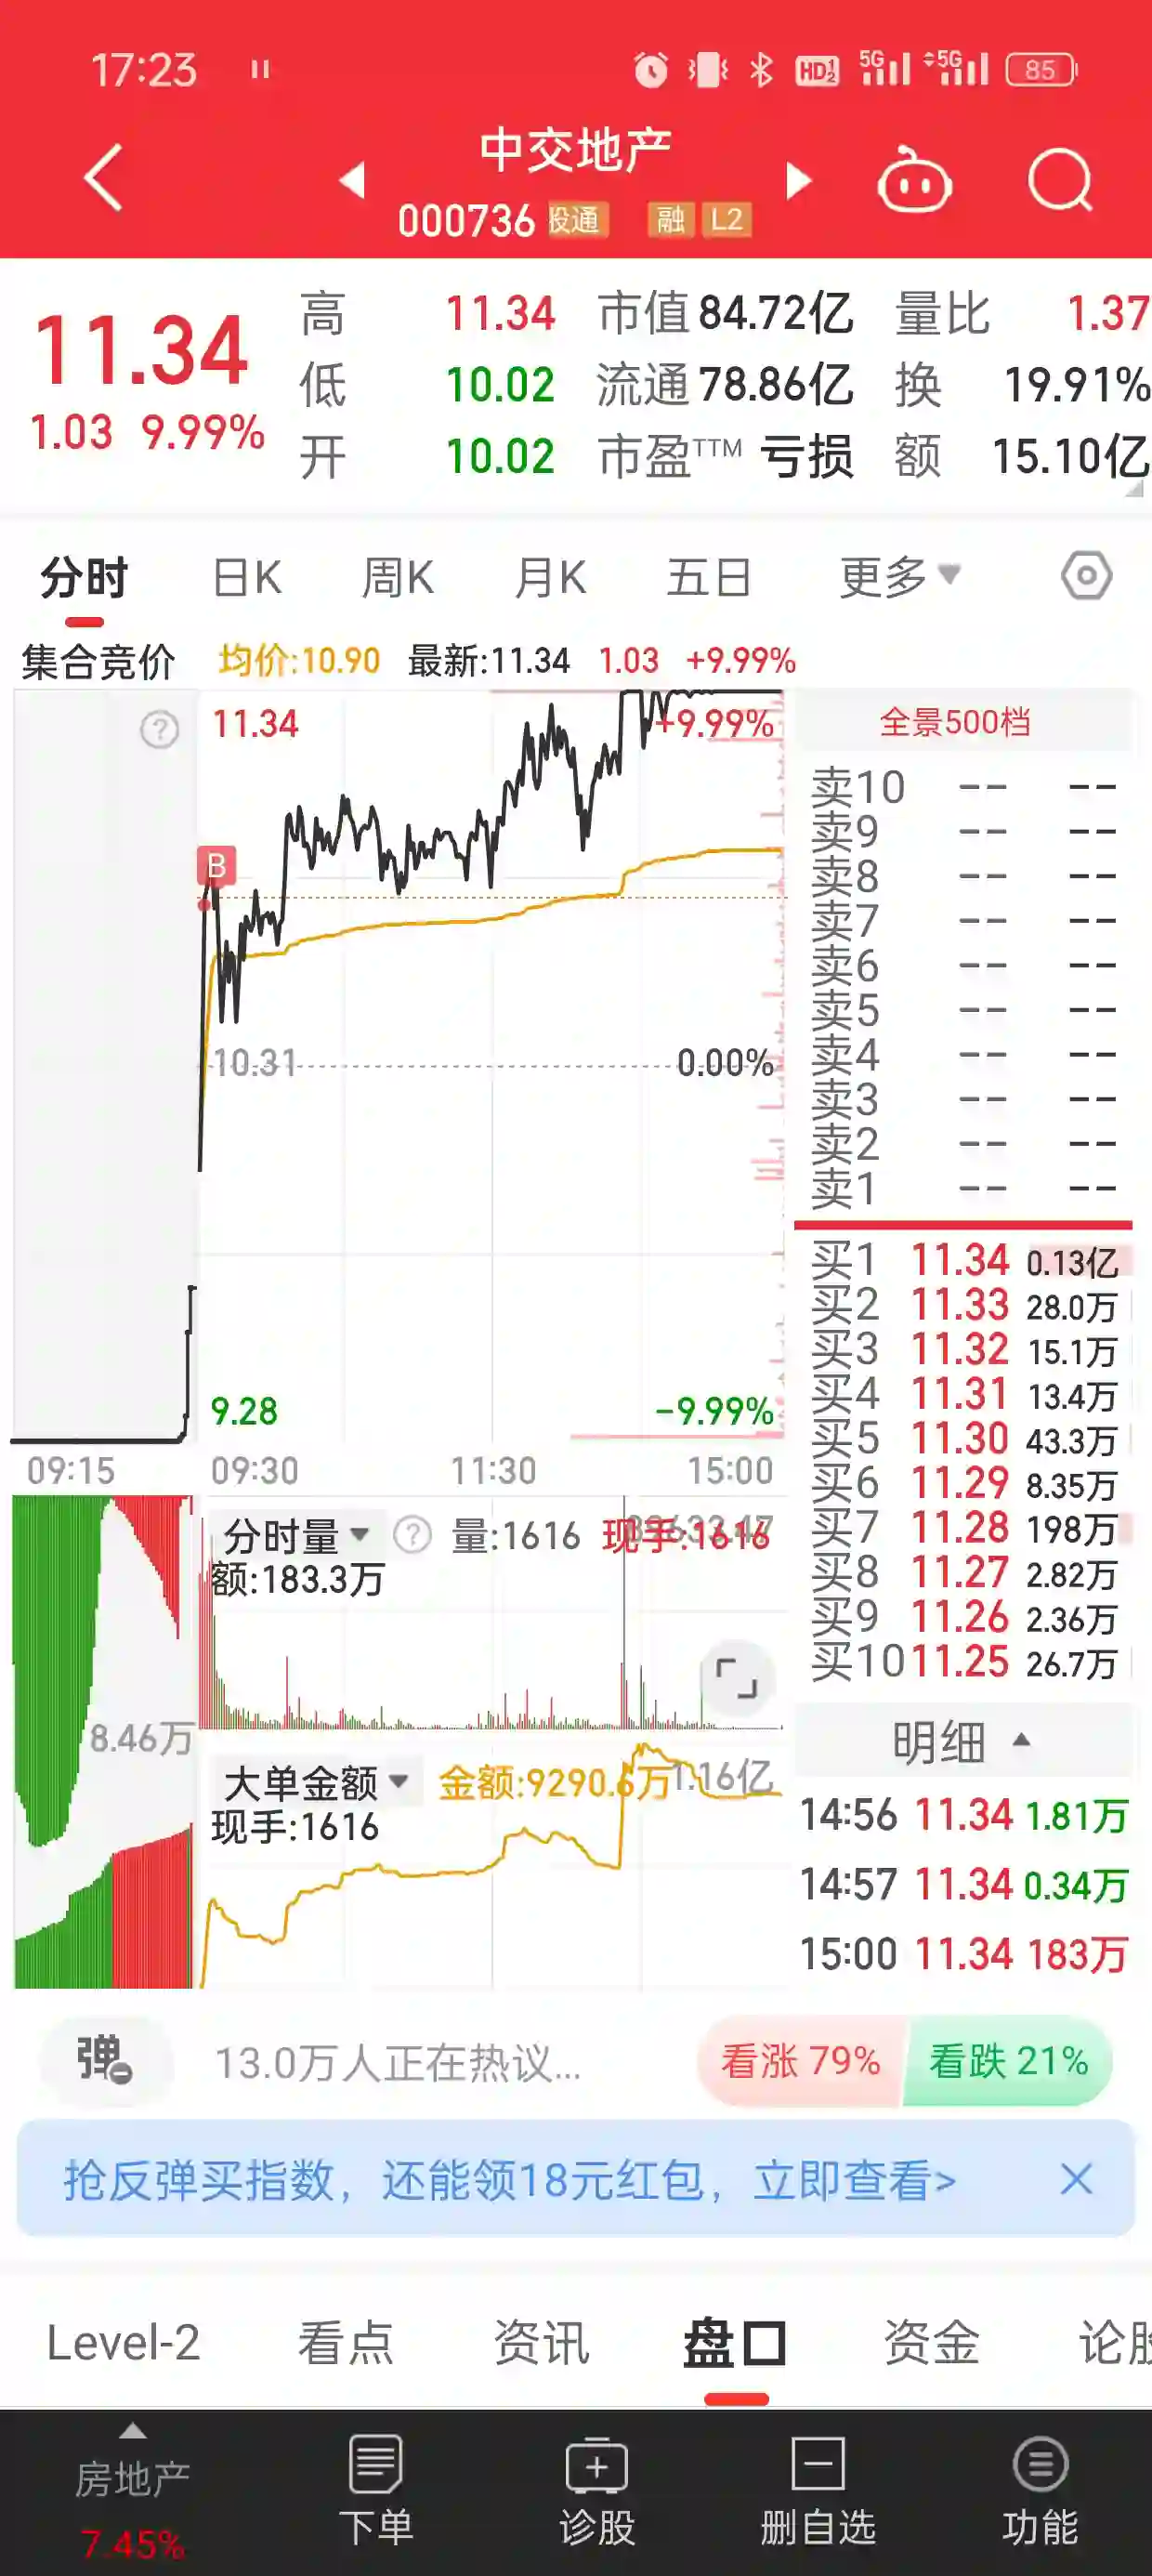 17:23
HD 1 2 5G 5G 85
中交地产
000736 股通 融 L2
11.34
1.03 9.99%
高 11.34 市值 84.72亿 量比 1.37
低 10.02 流通 78.86亿 换 19.91%
开 10.02 市盈TTM 亏损 额 15.10亿
分时 日K 周K 月K 五日 更多
集合竞价 均价:10.90 最新:11.34 1.03 +9.99%
11.34 +9.99%
B
10.31 0.00%
9.28 -9.99%
09:15 09:30 11:30 15:00
全景500档
卖10 -- --
卖9 -- --
卖8 -- --
卖7 -- --
卖6 -- --
卖5 -- --
卖4 -- --
卖3 -- --
卖2 -- --
卖1 -- --
买1 11.34 0.13亿
买2 11.33 28.0万
买3 11.32 15.1万
买4 11.31 13.4万
买5 11.30 43.3万
买6 11.29 8.35万
买7 11.28 198万
买8 11.27 2.82万
买9 11.26 2.36万
买10 11.25 26.7万
分时量 ? 量:1616 现手:1616
额:183.3万
8.46万
大单金额 金额:9290.6万 1.16亿
现手:1616
明细
14:56 11.34 1.81万
14:57 11.34 0.34万
15:00 11.34 183万
弹 13.0万人正在热议... 看涨 79% 看跌 21%
抢反弹买指数，还能领18元红包，立即查看>
Level-2 看点 资讯 盘口 资金 论股
房地产
7.45%
下单 诊股 删自选 功能